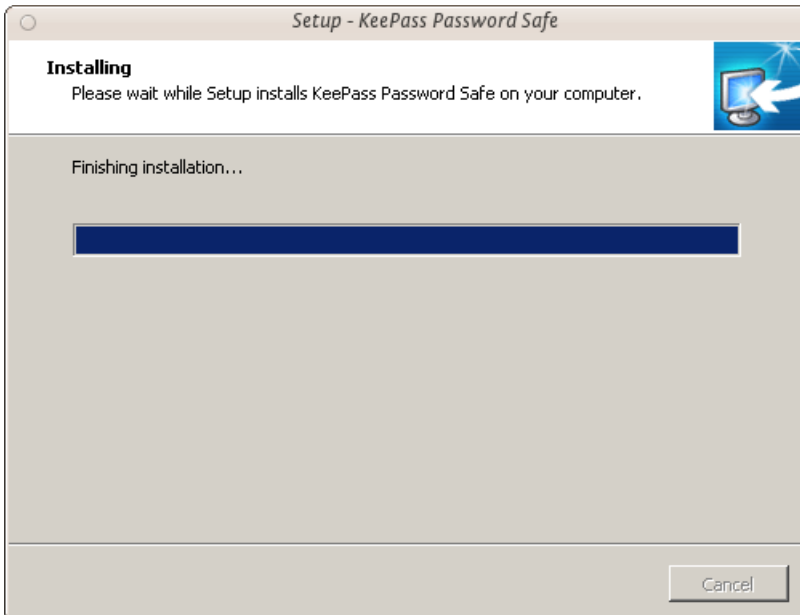 Setup - KeePass Password Safe
Installing
Please wait while Setup installs KeePass Password Safe on your computer.
Finishing installation...
Cancel